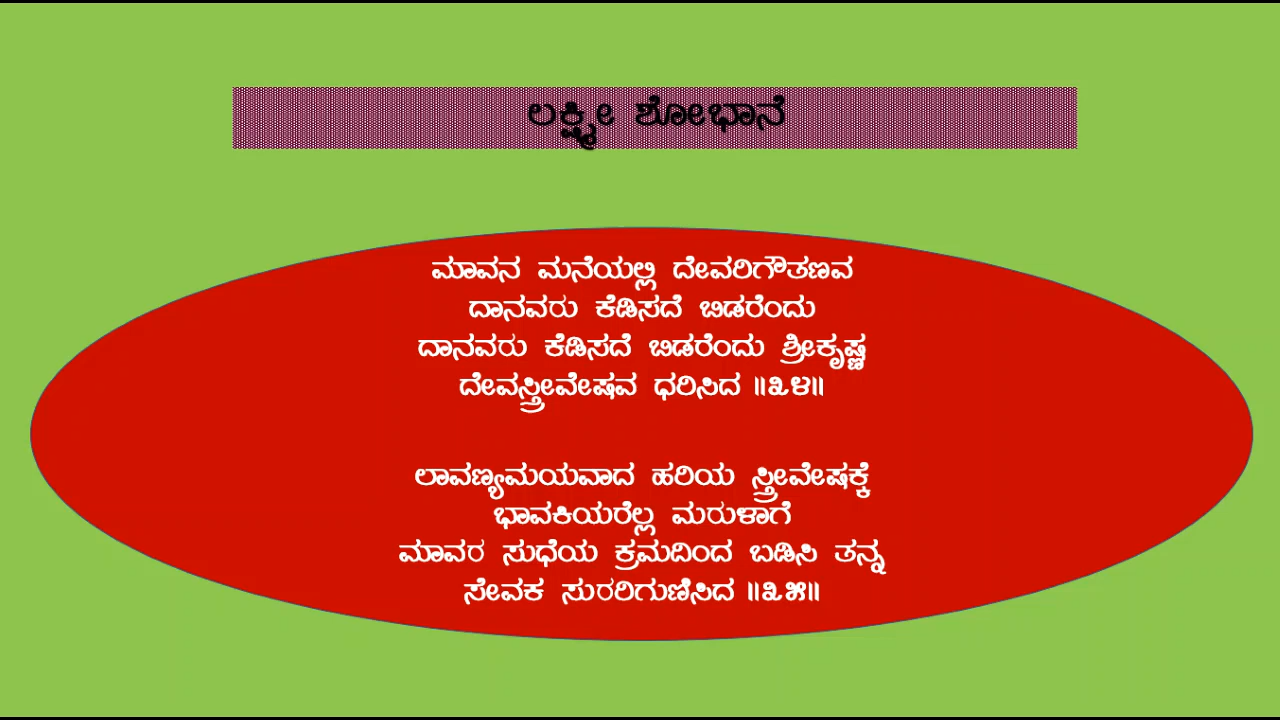 ಲಕ್ಷ್ಮೀ ಶೋಭಾನೆ
ಮಾವನ ಮನೆಯಲ್ಲಿ ದೇವರಿಗೌತಣವ
ದಾನವರು ಕೆಡಿಸದೆ ಬಿಡರೆಂದು
ದಾನವರು ಕೆಡಿಸದೆ ಬಿಡರೆಂದು ಶ್ರೀಕೃಷ್ಣ
ದೇವಸ್ತ್ರೀವೇಷವ ಧರಿಸಿದ ॥೩೪॥
ಲಾವಣ್ಯಮಯವಾದ ಹರಿಯ ಸ್ತ್ರೀವೇಷಕ್ಕೆ
ಭಾವಕಿಯರೆಲ್ಲ ಮರುಳಾಗೆ
ಮಾವರ ಸುಧೆಯ ಕ್ರಮದಿಂದ ಬಡಿಸಿ ತನ್ನ
ಸೇವಕ ಸುರರಿಗುಣಿಸಿದ ॥೩೫॥